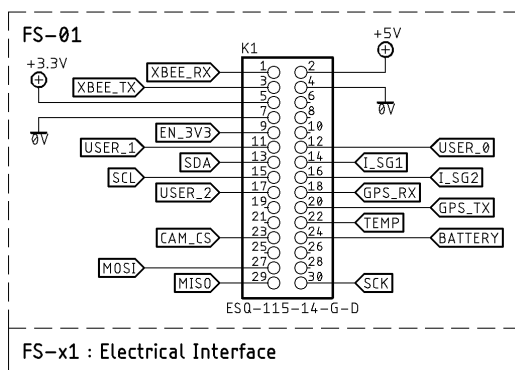 FS-01
K1
+5V
+3.3V
XBEE_RX 1 2
XBEE_TX 3 4
5 6
0V
7 8
0V
EN_3V3 9 10
USER_1 11 12 USER_0
SDA 13 14 I_SG1
SCL 15 16 I_SG2
USER_2 17 18 GPS_RX
19 20 GPS_TX
21 22 TEMP
CAM_CS 23 24 BATTERY
25 26
MOSI 27 28
MISO 29 30 SCK
ESQ-115-14-G-D
FS-x1 : Electrical Interface